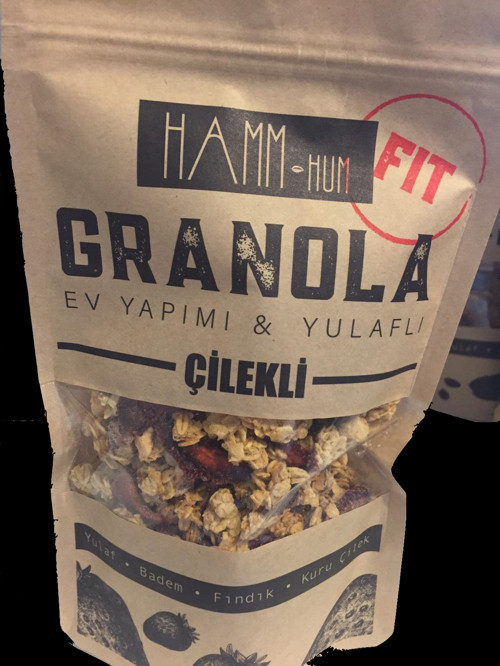 HAMM-HUM
FIT
GRANOLA
EV YAPIMI & YULAFLI
ÇİLEKLİ
Yulaf • Badem • Fındık • Kuru Çilek